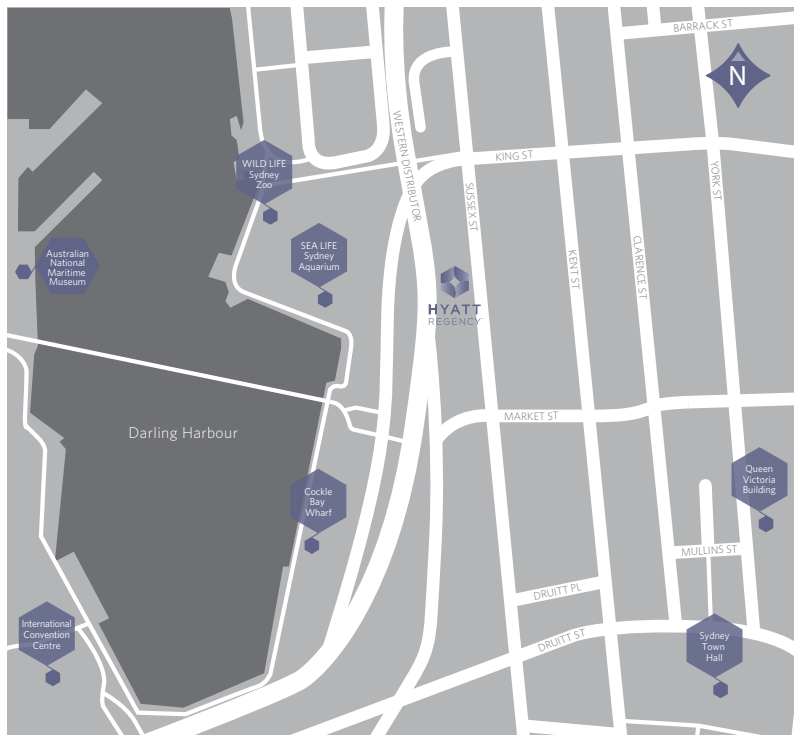 BARRACK ST
N
WESTERN DISTRIBUTOR
KING ST
WILD LIFE
Sydney
Zoo
YORK ST
SUSSEX ST
SEA LIFE
Sydney
Aquarium
Australian
National
Maritime
Museum
KENT ST
CLARENCE ST
HYATT
REGENCY
MARKET ST
Darling Harbour
Queen
Victoria
Building
Cockle
Bay
Wharf
MULLINS ST
DRUITT PL
DRUITT ST
International
Convention
Centre
Sydney
Town
Hall